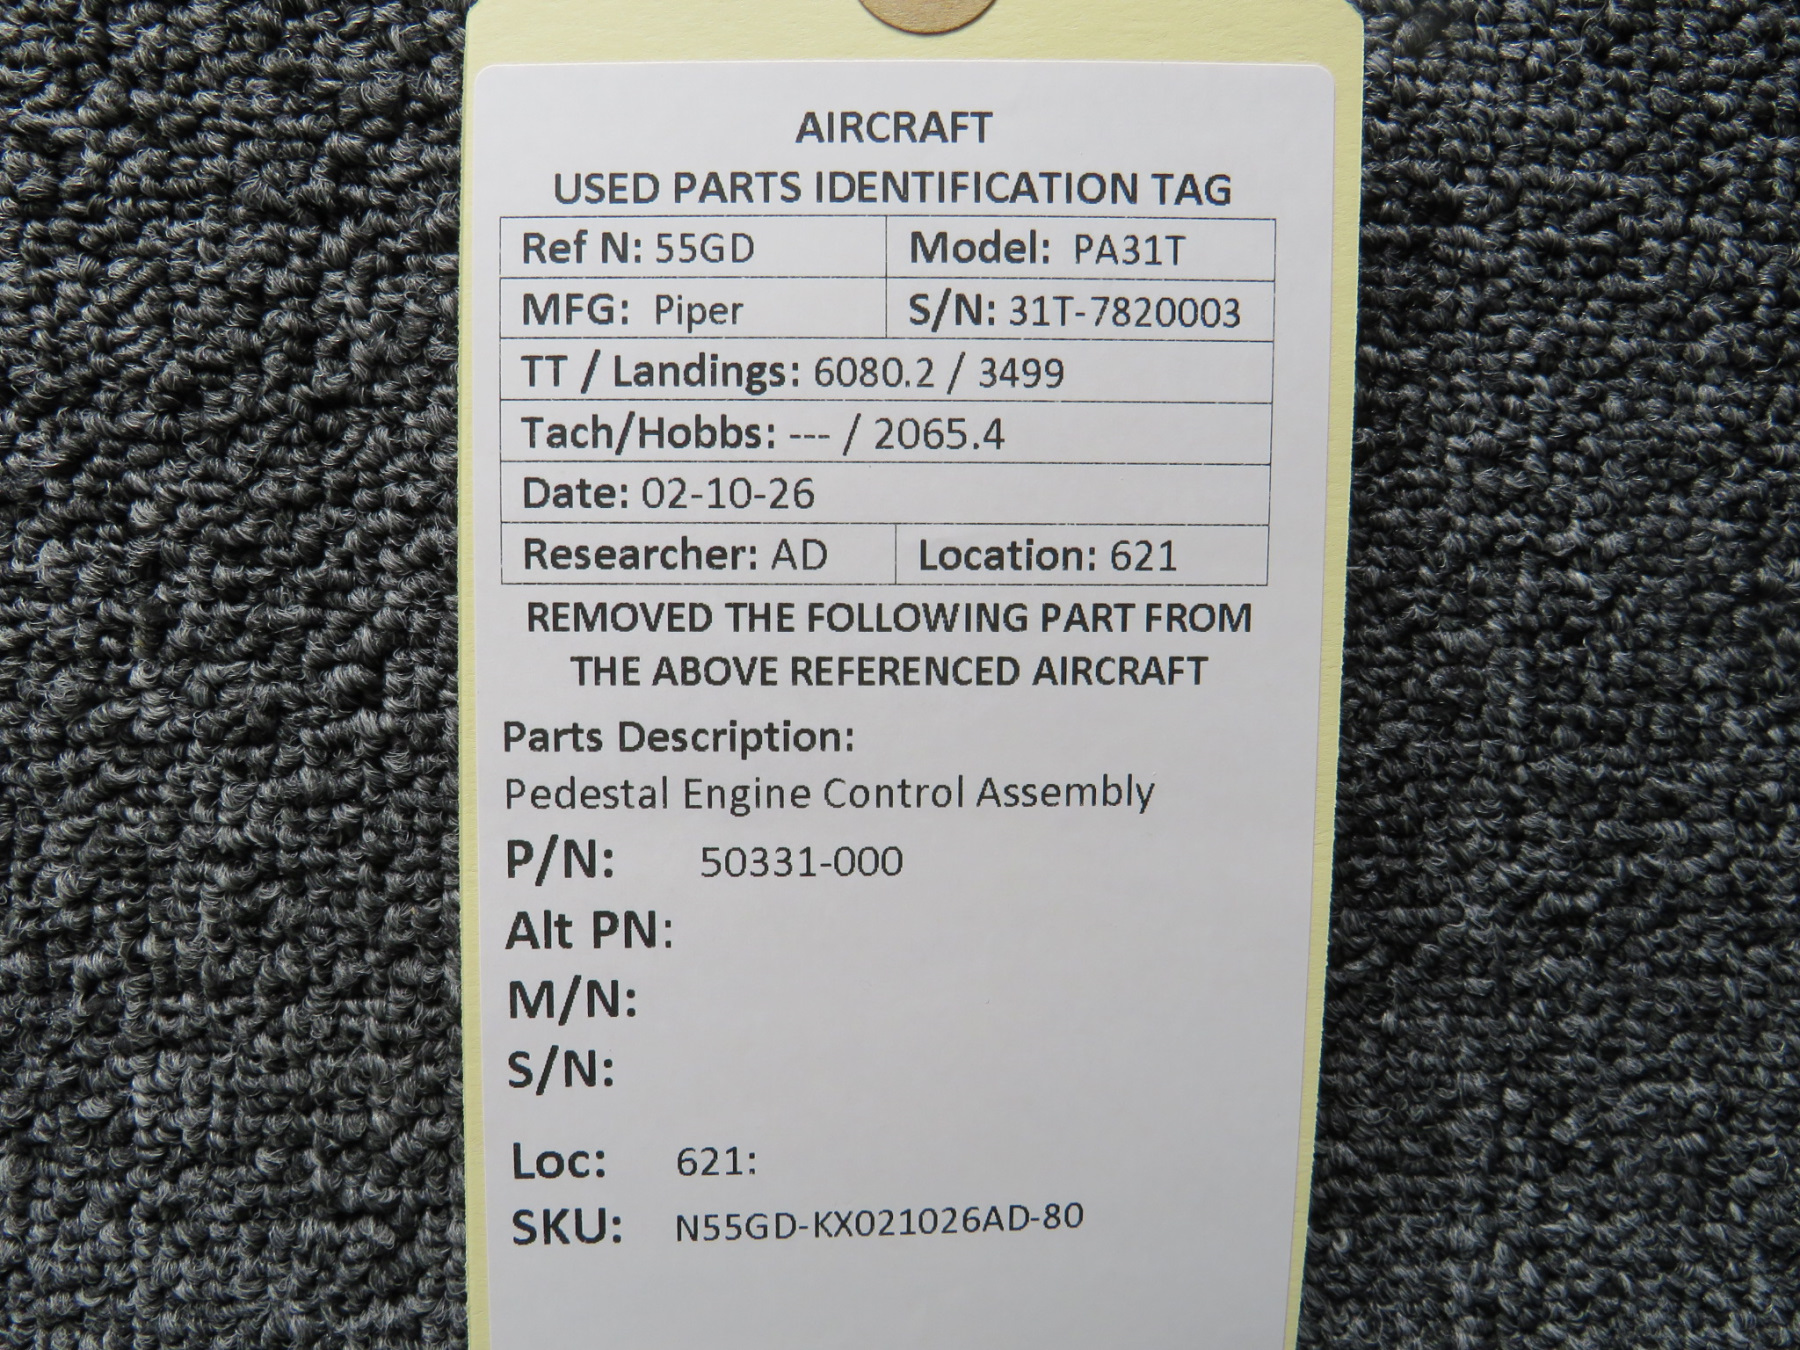 AIRCRAFT
USED PARTS IDENTIFICATION TAG
Ref N: 55GD Model: PA31T
MFG: Piper S/N: 31T-7820003
TT / Landings: 6080.2 / 3499
Tach/Hobbs: --- / 2065.4
Date: 02-10-26
Researcher: AD Location: 621
REMOVED THE FOLLOWING PART FROM
THE ABOVE REFERENCED AIRCRAFT
Parts Description:
Pedestal Engine Control Assembly
P/N: 50331-000
Alt PN:
M/N:
S/N:
Loc: 621:
SKU: N55GD-KX021026AD-80